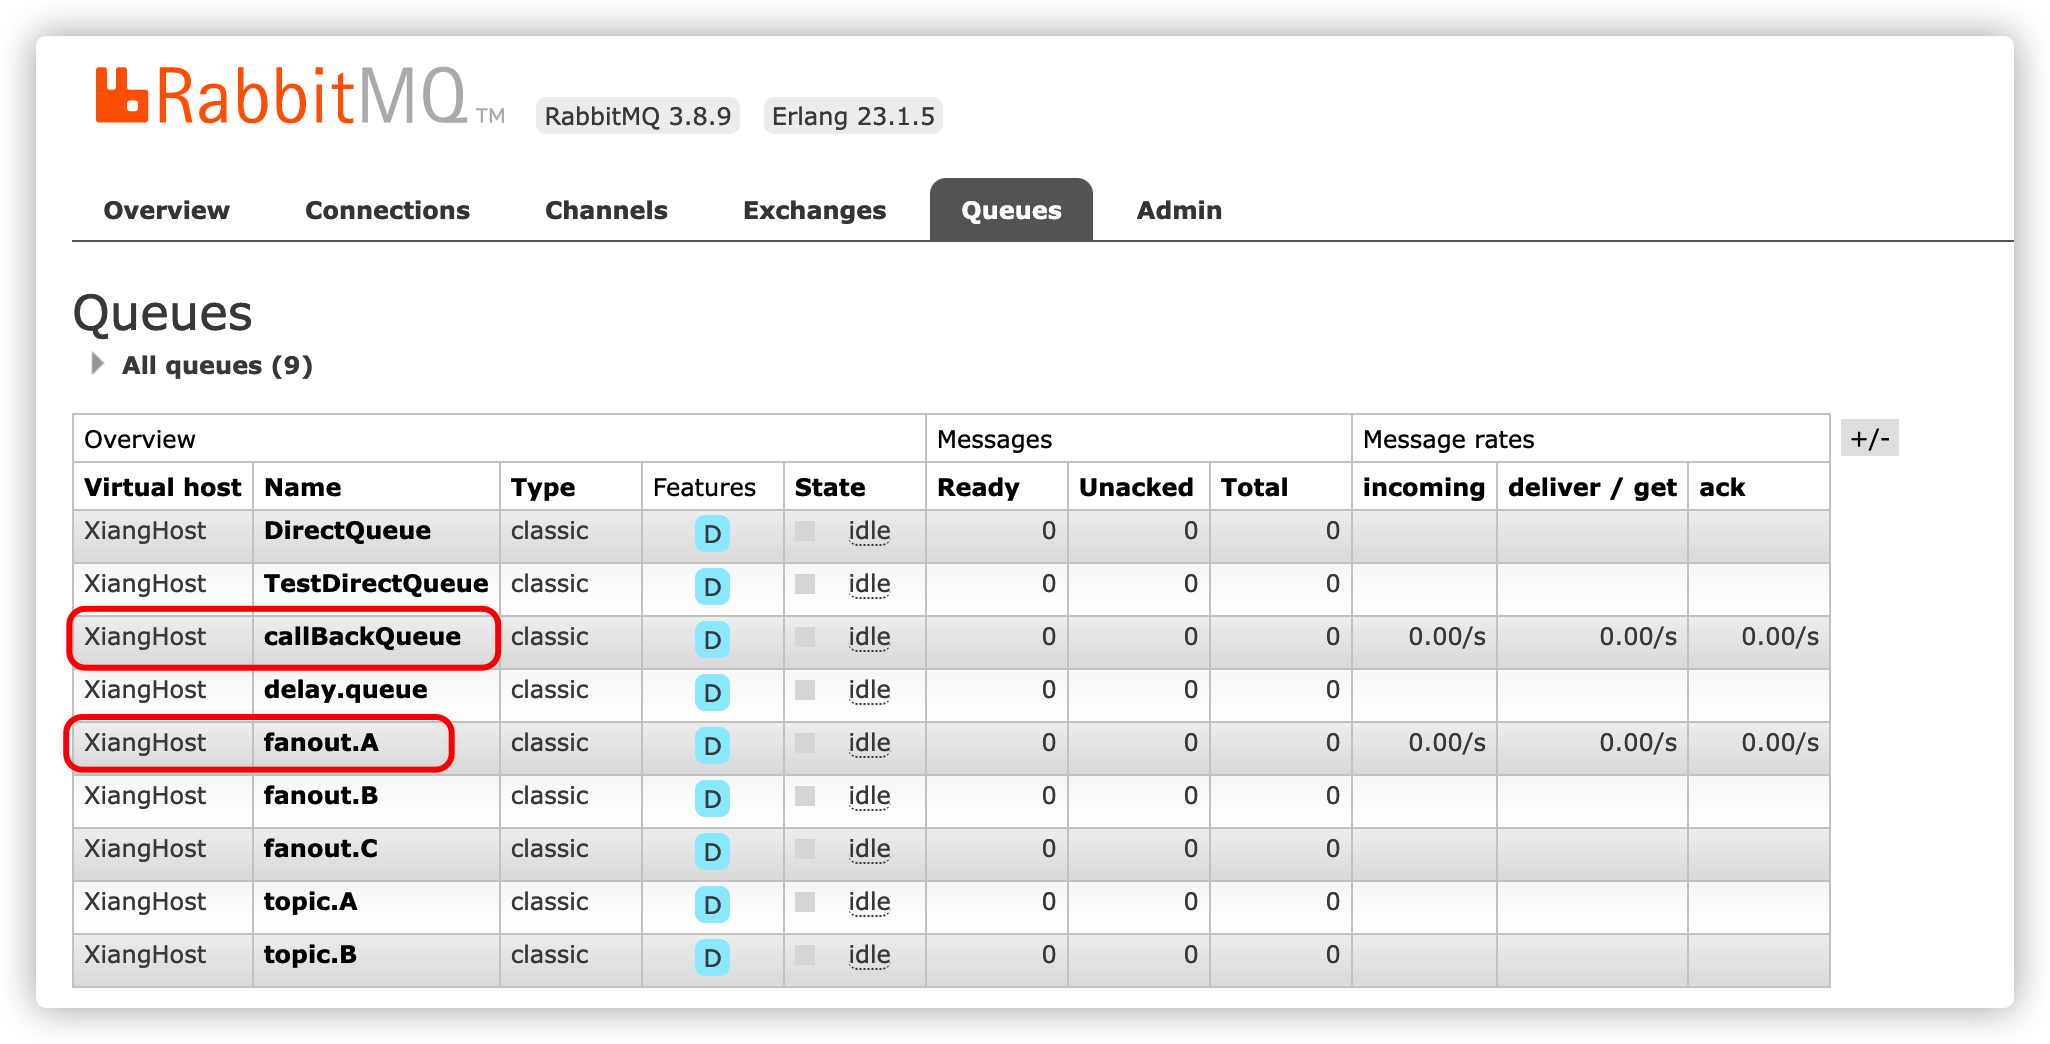 RabbitMQ TM RabbitMQ 3.8.9 Erlang 23.1.5
Overview Connections Channels Exchanges Queues Admin
Queues
All queues (9)
Overview Messages Message rates +/-
Virtual host Name Type Features State Ready Unacked Total incoming deliver / get ack
XiangHost DirectQueue classic D idle 0 0 0
XiangHost TestDirectQueue classic D idle 0 0 0
XiangHost callBackQueue classic D idle 0 0 0 0.00/s 0.00/s 0.00/s
XiangHost delay.queue classic D idle 0 0 0
XiangHost fanout.A classic D idle 0 0 0 0.00/s 0.00/s 0.00/s
XiangHost fanout.B classic D idle 0 0 0
XiangHost fanout.C classic D idle 0 0 0
XiangHost topic.A classic D idle 0 0 0
XiangHost topic.B classic D idle 0 0 0